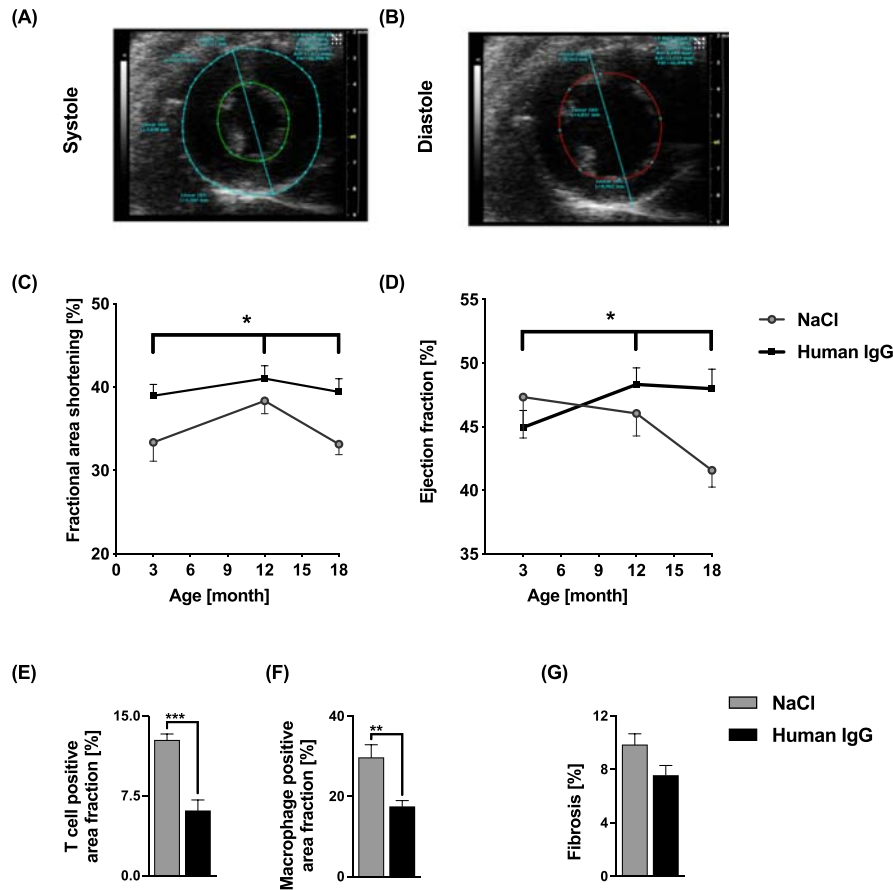 (A)
(B)
Systole
Diastole
(C)
(D)
Fractional area shortening [%]
50
40
30
20
*
0 3 6 9 12 15 18
Age [month]
Ejection fraction [%]
55
50
45
40
35
*
3 6 9 12 15 18
Age [month]
NaCl
Human IgG
(E)
(F)
(G)
T cell positive
area fraction [%]
15.0
7.5
0.0
***
Macrophage positive
area fraction [%]
40
20
0
**
Fibrosis [%]
12
8
4
0
NaCl
Human IgG